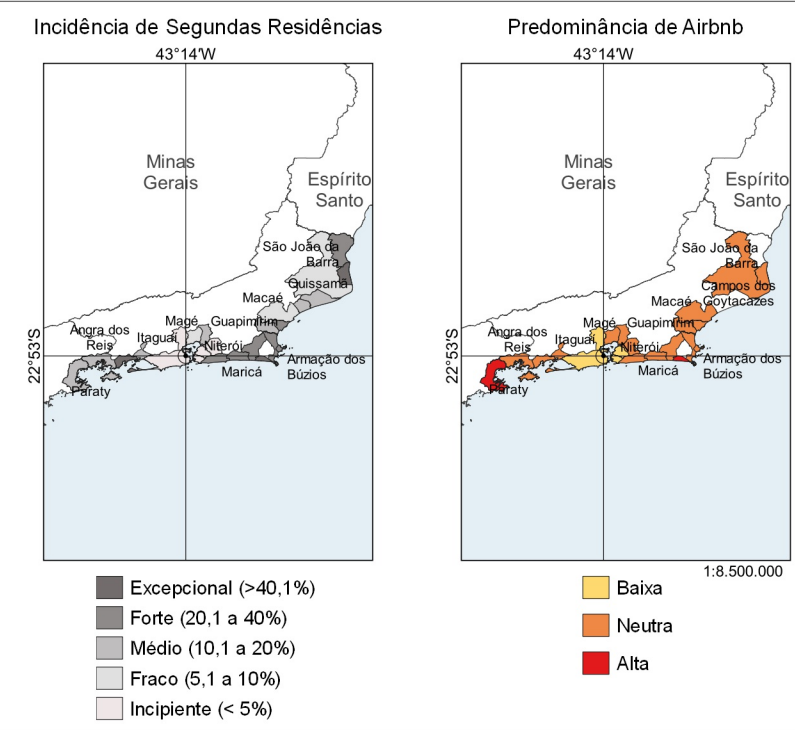 Incidência de Segundas Residências
43°14'W
Minas
Gerais
Espírito
Santo
São João da
Barra
Quissamã
Macaé
Magé
Guapimirim
Angra dos
Reis
Itaguaí
Niterói
22°53'S
Armação dos
Búzios
Maricá
Paraty
Excepcional (>40,1%)
Forte (20,1 a 40%)
Médio (10,1 a 20%)
Fraco (5,1 a 10%)
Incipiente (< 5%)
Predominância de Airbnb
43°14'W
Minas
Gerais
Espírito
Santo
São João da
Barra
Campos dos
Goytacazes
Macaé
Magé
Guapimirim
Angra dos
Reis
Itaguaí
Niterói
22°53'S
Armação dos
Búzios
Maricá
Paraty
1:8.500.000
Baixa
Neutra
Alta